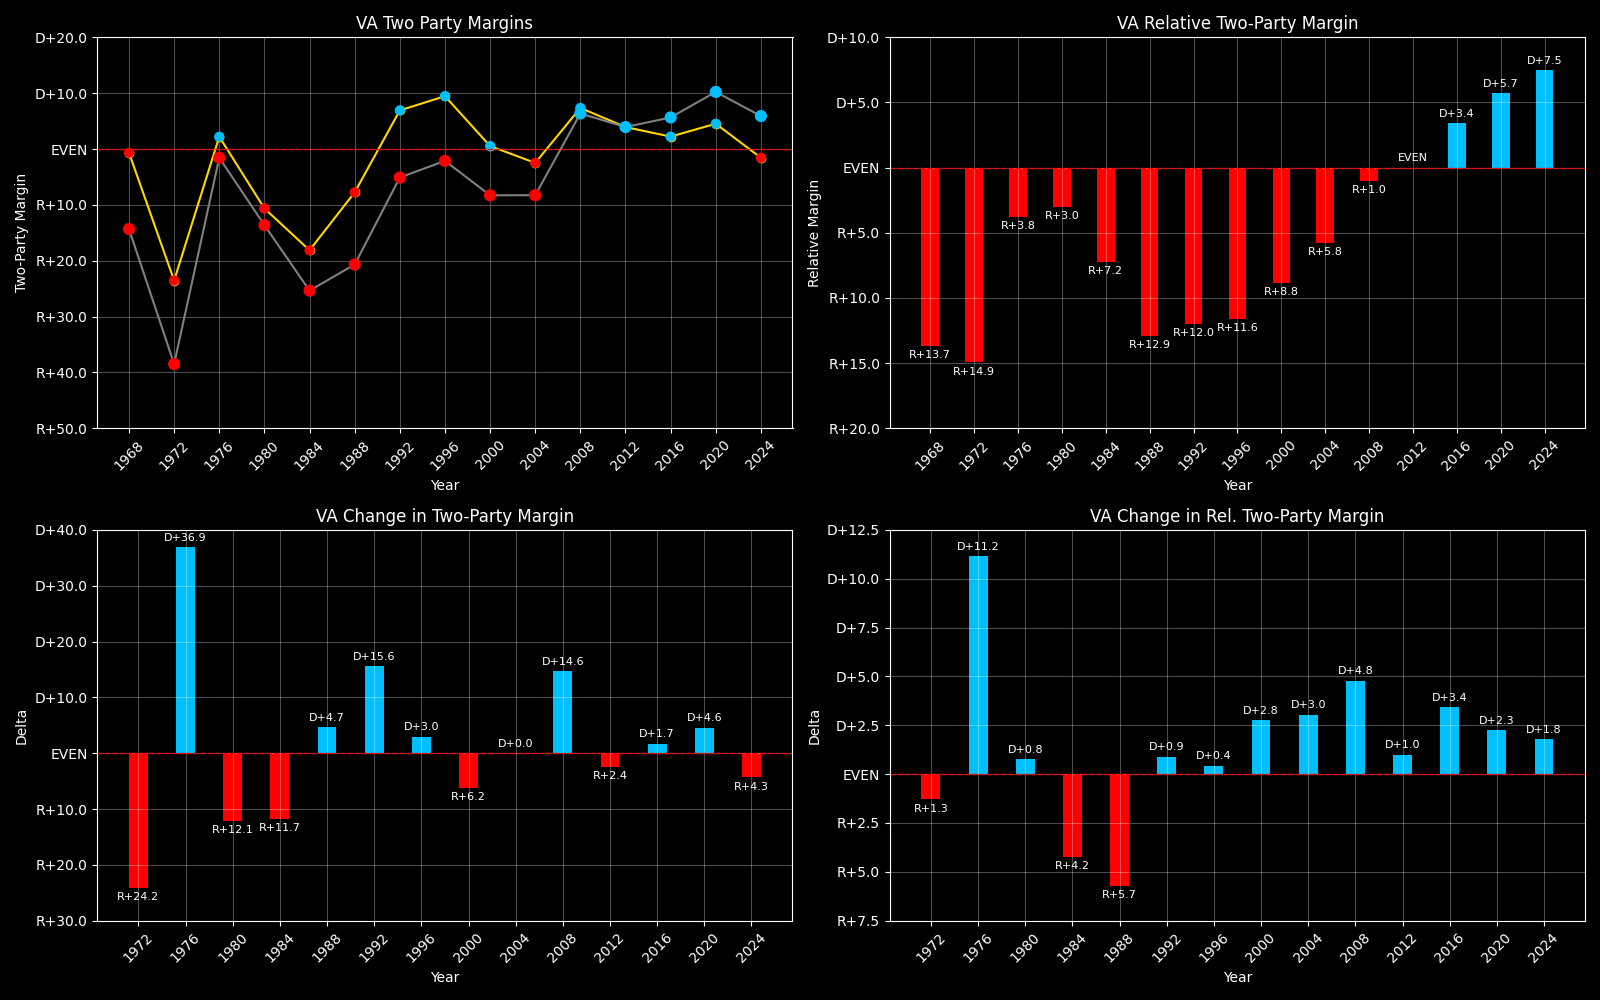 VA Two Party Margins
D+20.0
D+10.0
EVEN
R+10.0
R+20.0
R+30.0
R+40.0
R+50.0
Two-Party Margin
1968 1972 1976 1980 1984 1988 1992 1996 2000 2004 2008 2012 2016 2020 2024
Year
VA Relative Two-Party Margin
D+10.0
D+5.0
EVEN
R+5.0
R+10.0
R+15.0
R+20.0
Relative Margin
R+13.7 R+14.9 R+3.8 R+3.0 R+7.2 R+12.9 R+12.0 R+11.6 R+8.8 R+5.8 R+1.0 EVEN D+3.4 D+5.7 D+7.5
1968 1972 1976 1980 1984 1988 1992 1996 2000 2004 2008 2012 2016 2020 2024
Year
VA Change in Two-Party Margin
D+40.0
D+30.0
D+20.0
D+10.0
EVEN
R+10.0
R+20.0
R+30.0
Delta
R+24.2 D+36.9 R+12.1 R+11.7 D+4.7 D+15.6 D+3.0 R+6.2 D+0.0 D+14.6 R+2.4 D+1.7 D+4.6 R+4.3
1972 1976 1980 1984 1988 1992 1996 2000 2004 2008 2012 2016 2020 2024
Year
VA Change in Rel. Two-Party Margin
D+12.5
D+10.0
D+7.5
D+5.0
D+2.5
EVEN
R+2.5
R+5.0
R+7.5
Delta
R+1.3 D+11.2 D+0.8 R+4.2 R+5.7 D+0.9 D+0.4 D+2.8 D+3.0 D+4.8 D+1.0 D+3.4 D+2.3 D+1.8
1972 1976 1980 1984 1988 1992 1996 2000 2004 2008 2012 2016 2020 2024
Year